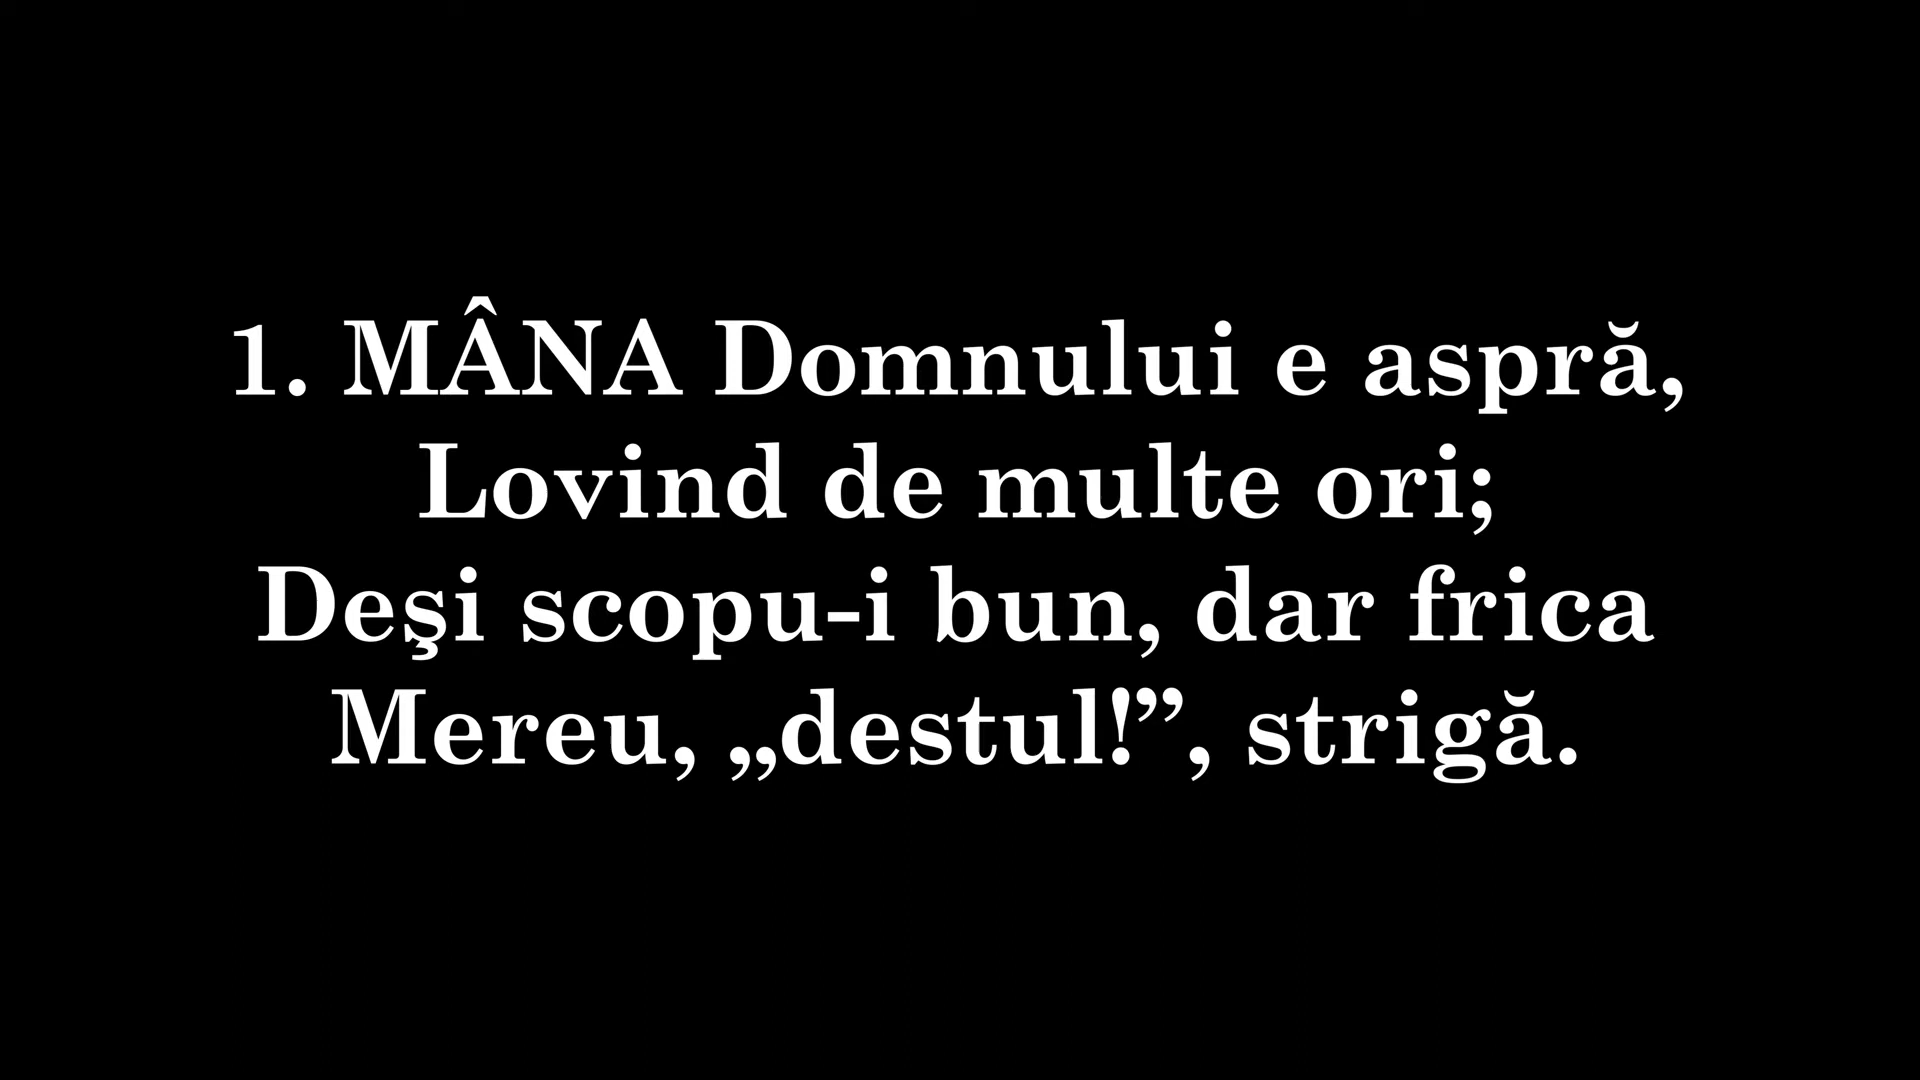 1. MÂNA Domnului e aspră,
Lovind de multe ori;
Deşi scopu-i bun, dar frica
Mereu, „destul!”, strigă.